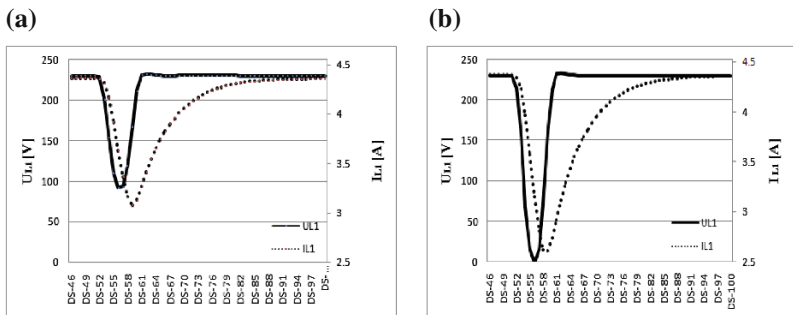 (a)
(b)
250
200
150
100
50
0
UL1 [V]
4.5
4
3.5
3
2.5
IL1 [A]
UL1
IL1
DS-46
DS-49
DS-52
DS-55
DS-58
DS-61
DS-64
DS-67
DS-70
DS-73
DS-76
DS-79
DS-82
DS-85
DS-88
DS-91
DS-94
DS-97
DS-...
250
200
150
100
50
0
UL1 [V]
4.5
4
3.5
3
2.5
IL1 [A]
UL1
IL1
DS-46
DS-49
DS-52
DS-55
DS-58
DS-61
DS-64
DS-67
DS-70
DS-73
DS-76
DS-79
DS-82
DS-85
DS-88
DS-91
DS-94
DS-97
DS-100